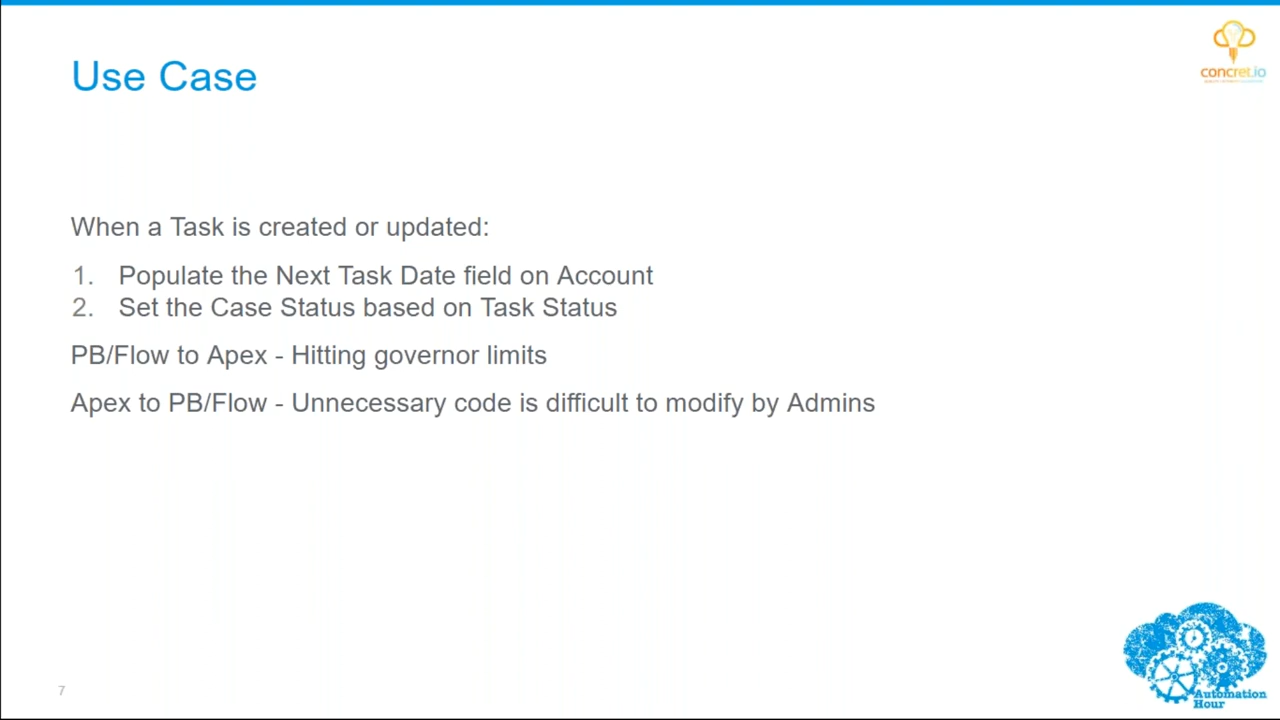 concret.io
Use Case
When a Task is created or updated:
1. Populate the Next Task Date field on Account
2. Set the Case Status based on Task Status
PB/Flow to Apex - Hitting governor limits
Apex to PB/Flow - Unnecessary code is difficult to modify by Admins
7
Automation
Hour